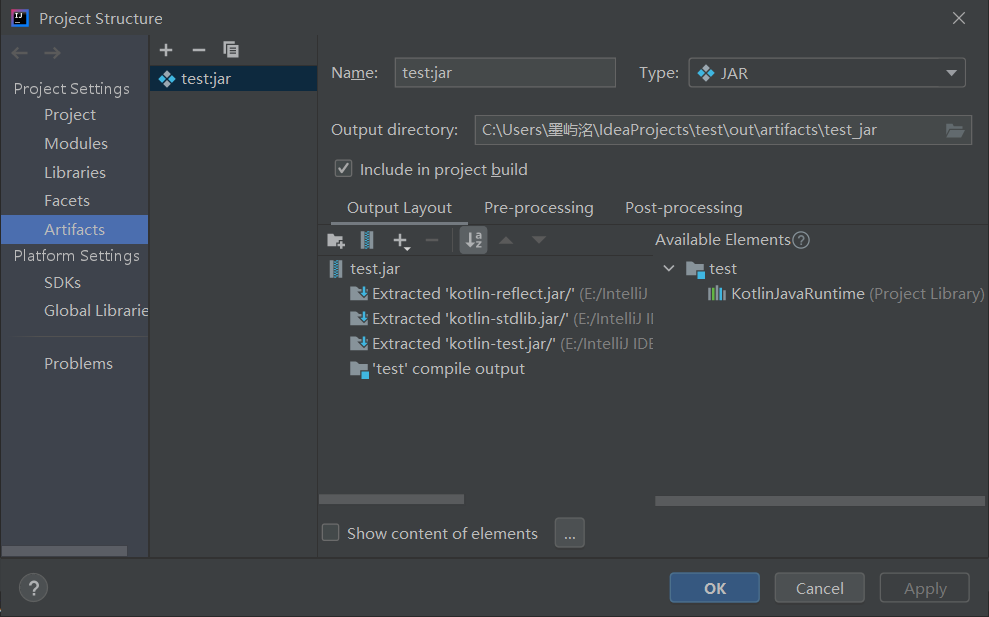 Project Structure
Project Settings
Project
Modules
Libraries
Facets
Artifacts
Platform Settings
SDKs
Global Librarie
Problems
test:jar
Name: test:jar Type: JAR
Output directory: C:\Users\墨屿洺\IdeaProjects\test\out\artifacts\test_jar
Include in project build
Output Layout Pre-processing Post-processing
Available Elements
test.jar
Extracted 'kotlin-reflect.jar/' (E:/IntelliJ
Extracted 'kotlin-stdlib.jar/' (E:/IntelliJ II
Extracted 'kotlin-test.jar/' (E:/IntelliJ IDE
'test' compile output
test
KotlinJavaRuntime (Project Library)
Show content of elements ...
? OK Cancel Apply